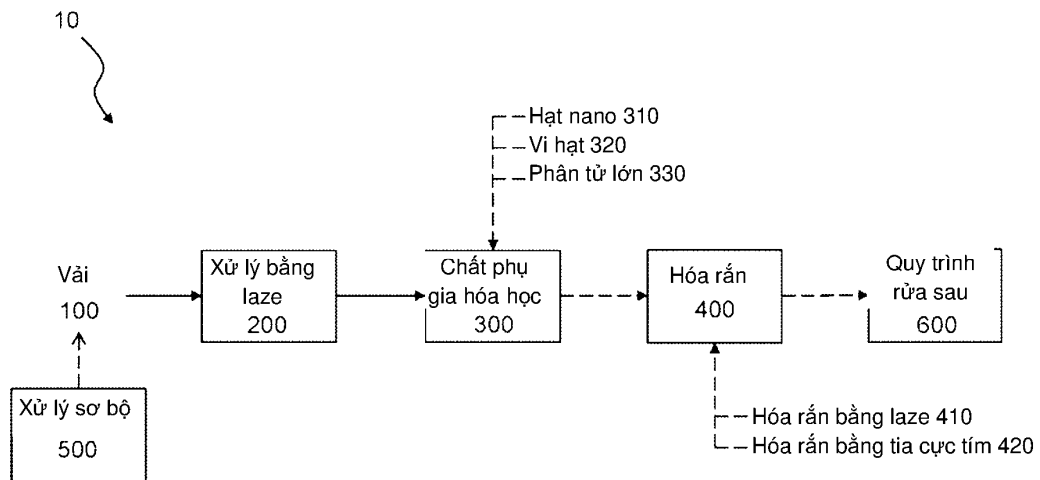 10
Hạt nano 310
Vi hạt 320
Phân tử lớn 330
Vải
100
Xử lý bằng
laze
200
Chất phụ
gia hóa học
300
Hóa rắn
400
Quy trình
rửa sau
600
Xử lý sơ bộ
500
Hóa rắn bằng laze 410
Hóa rắn bằng tia cực tím 420